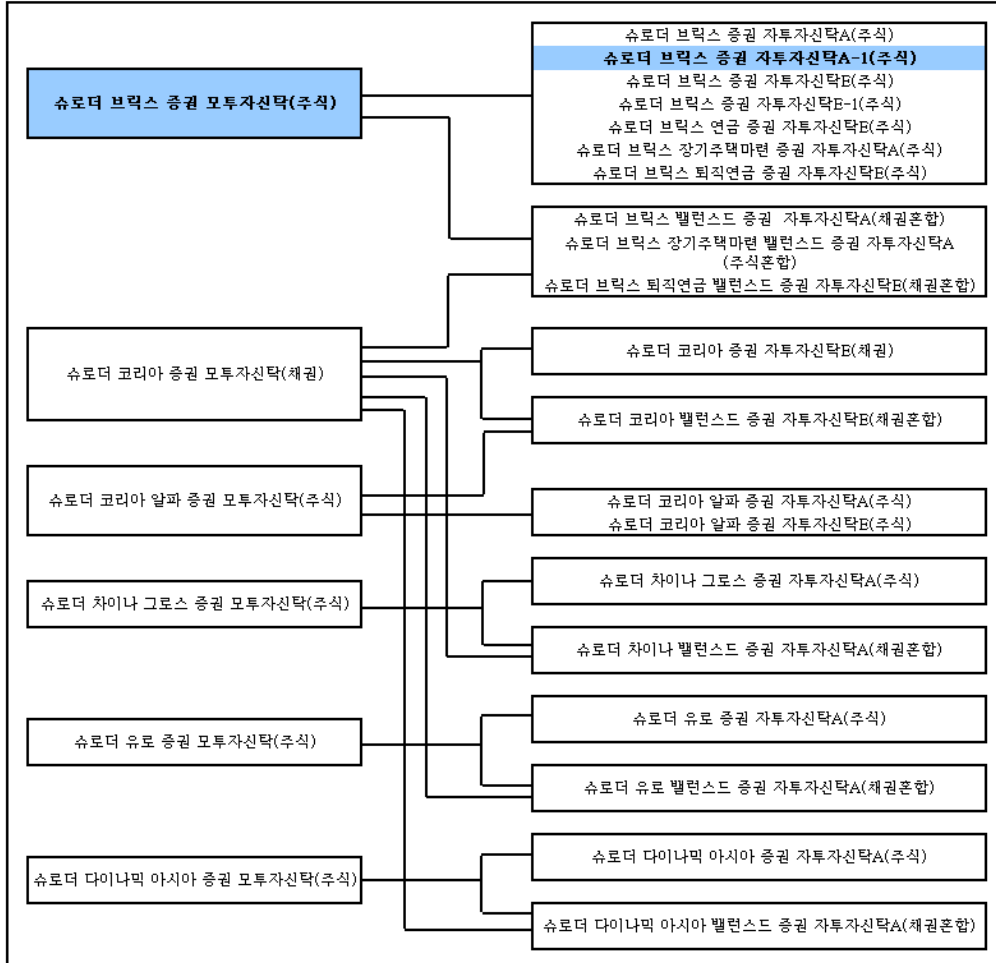 슈로더 브릭스 증권 모투자신탁(주식)
슈로더 브릭스 증권 자투자신탁A(주식)
슈로더 브릭스 증권 자투자신탁A-1(주식)
슈로더 브릭스 증권 자투자신탁E(주식)
슈로더 브릭스 증권 자투자신탁E-1(주식)
슈로더 브릭스 연금 증권 자투자신탁E(주식)
슈로더 브릭스 장기주택마련 증권 자투자신탁A(주식)
슈로더 브릭스 퇴직연금 증권 자투자신탁E(주식)
슈로더 브릭스 밸런스드 증권 자투자신탁A(채권혼합)
슈로더 브릭스 장기주택마련 밸런스드 증권 자투자신탁A
(주식혼합)
슈로더 브릭스 퇴직연금 밸런스드 증권 자투자신탁E(채권혼합)
슈로더 코리아 증권 모투자신탁(채권)
슈로더 코리아 증권 자투자신탁E(채권)
슈로더 코리아 밸런스드 증권 자투자신탁E(채권혼합)
슈로더 코리아 알파 증권 모투자신탁(주식)
슈로더 코리아 알파 증권 자투자신탁A(주식)
슈로더 코리아 알파 증권 자투자신탁E(주식)
슈로더 차이나 그로스 증권 모투자신탁(주식)
슈로더 차이나 그로스 증권 자투자신탁A(주식)
슈로더 차이나 밸런스드 증권 자투자신탁A(채권혼합)
슈로더 유로 증권 모투자신탁(주식)
슈로더 유로 증권 자투자신탁A(주식)
슈로더 유로 밸런스드 증권 자투자신탁A(채권혼합)
슈로더 다이나믹 아시아 증권 모투자신탁(주식)
슈로더 다이나믹 아시아 증권 자투자신탁A(주식)
슈로더 다이나믹 아시아 밸런스드 증권 자투자신탁A(채권혼합)